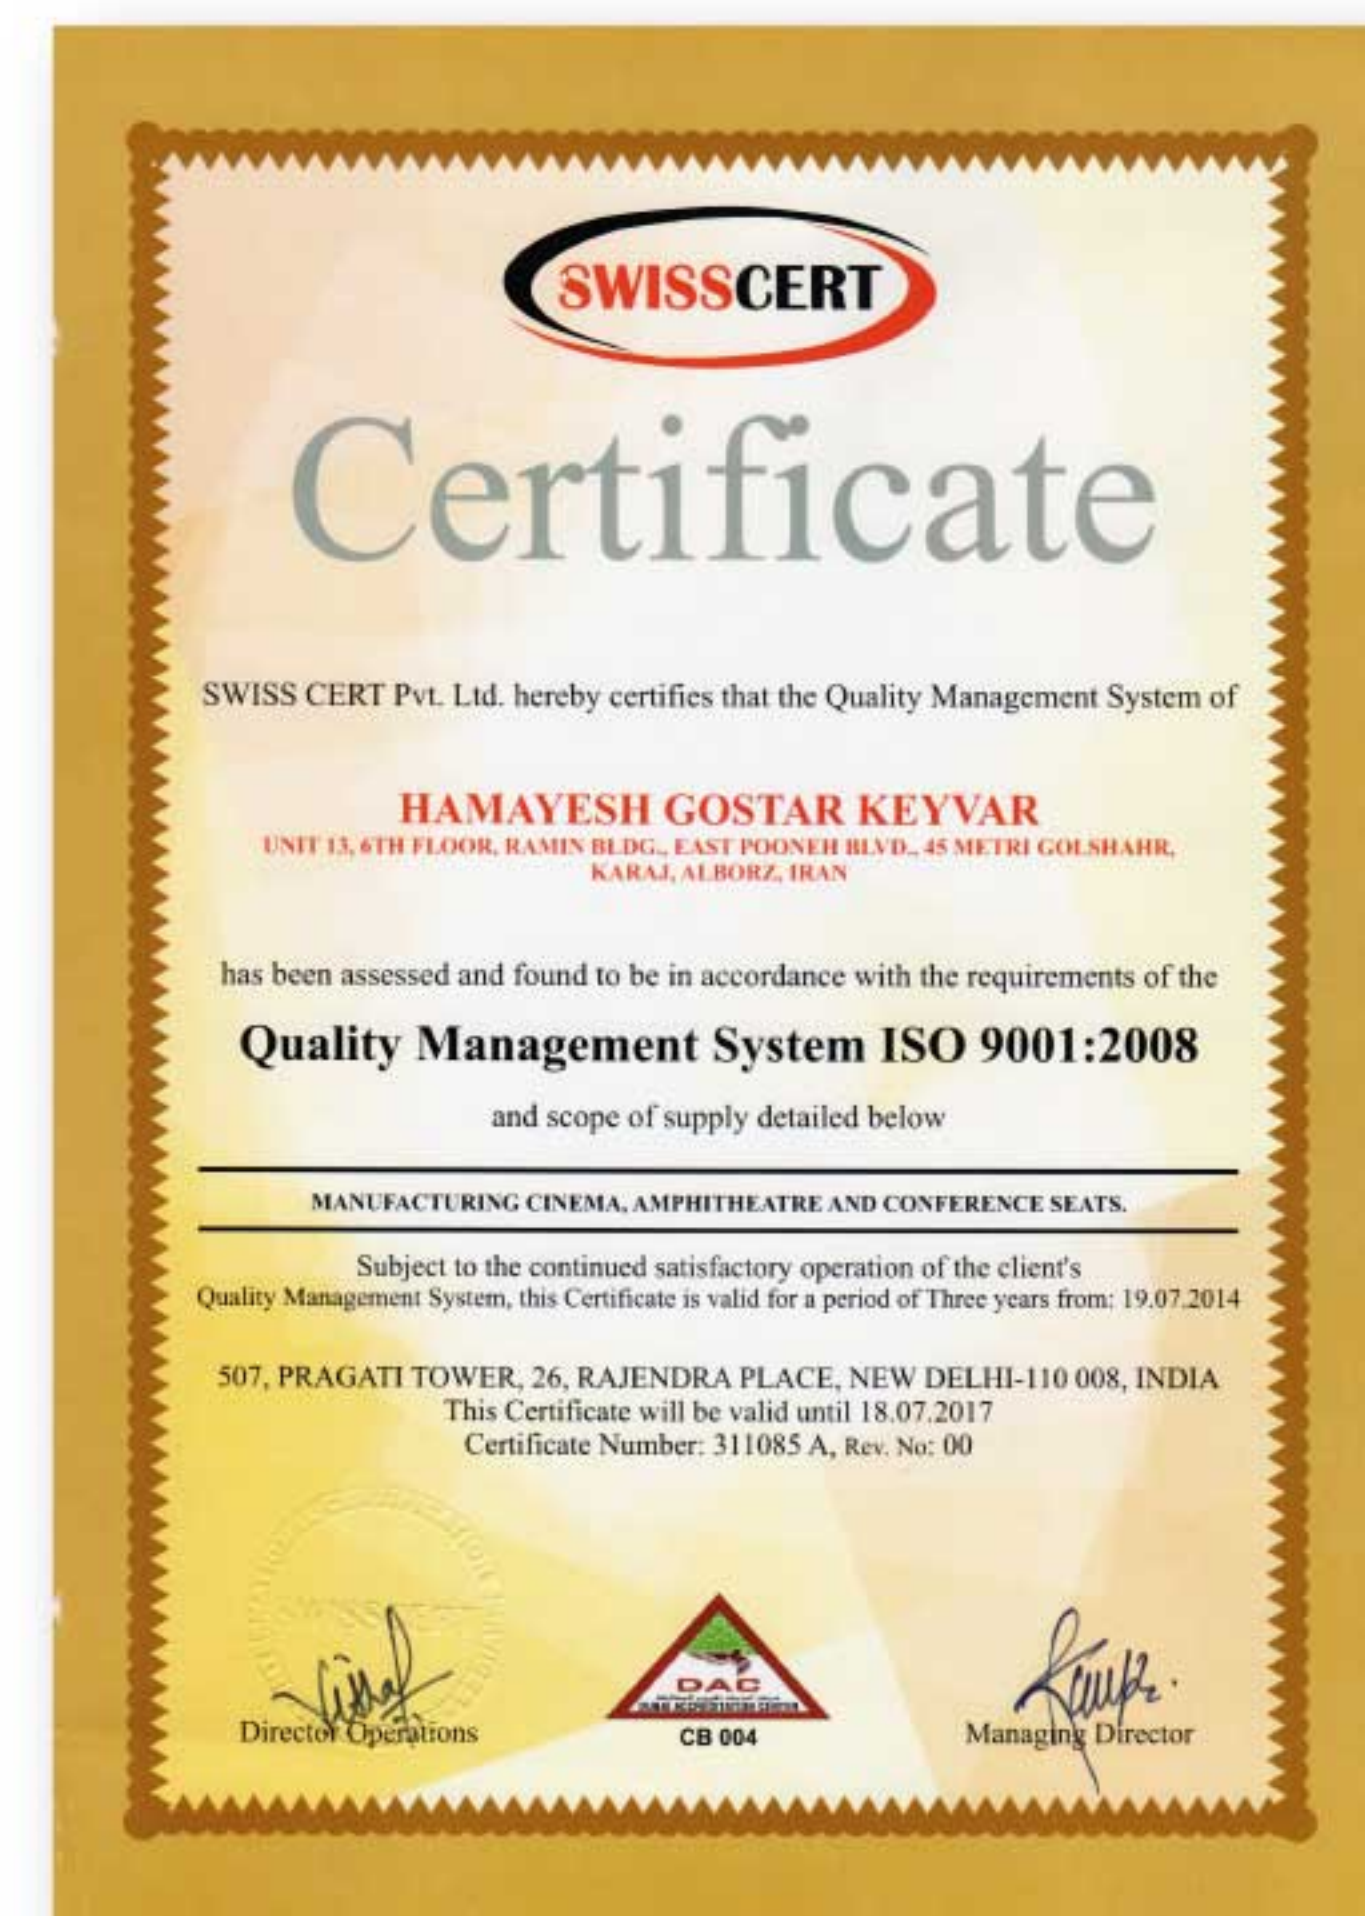 SWISSCERT
Certificate
SWISS CERT Pvt. Ltd. hereby certifies that the Quality Management System of
HAMAYESH GOSTAR KEYVAR
UNIT 13, 6TH FLOOR, RAMIN BLDG., EAST POONEH BLVD., 45 METRI GOLSHAHR,
KARAJ, ALBORZ, IRAN
has been assessed and found to be in accordance with the requirements of the
Quality Management System ISO 9001:2008
and scope of supply detailed below
MANUFACTURING CINEMA, AMPHITHEATRE AND CONFERENCE SEATS.
Subject to the continued satisfactory operation of the client's
Quality Management System, this Certificate is valid for a period of Three years from: 19.07.2014
507, PRAGATI TOWER, 26, RAJENDRA PLACE, NEW DELHI-110 008, INDIA
This Certificate will be valid until 18.07.2017
Certificate Number: 311085 A, Rev. No: 00
DAC
DUBAI ACCREDITATION CENTER
CB 004
Director Operations
Managing Director